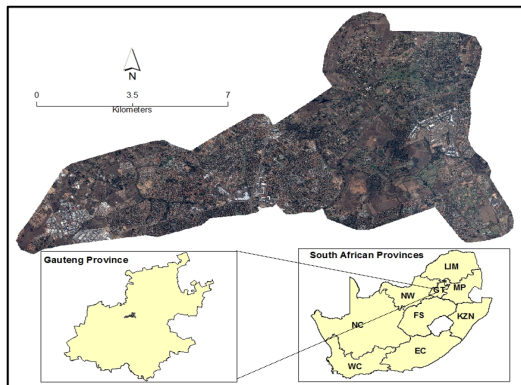 N
0 3.5 7
Kilometers
Gauteng Province
South African Provinces
LIM
NW
GT
MP
NC
FS
KZN
WC
EC